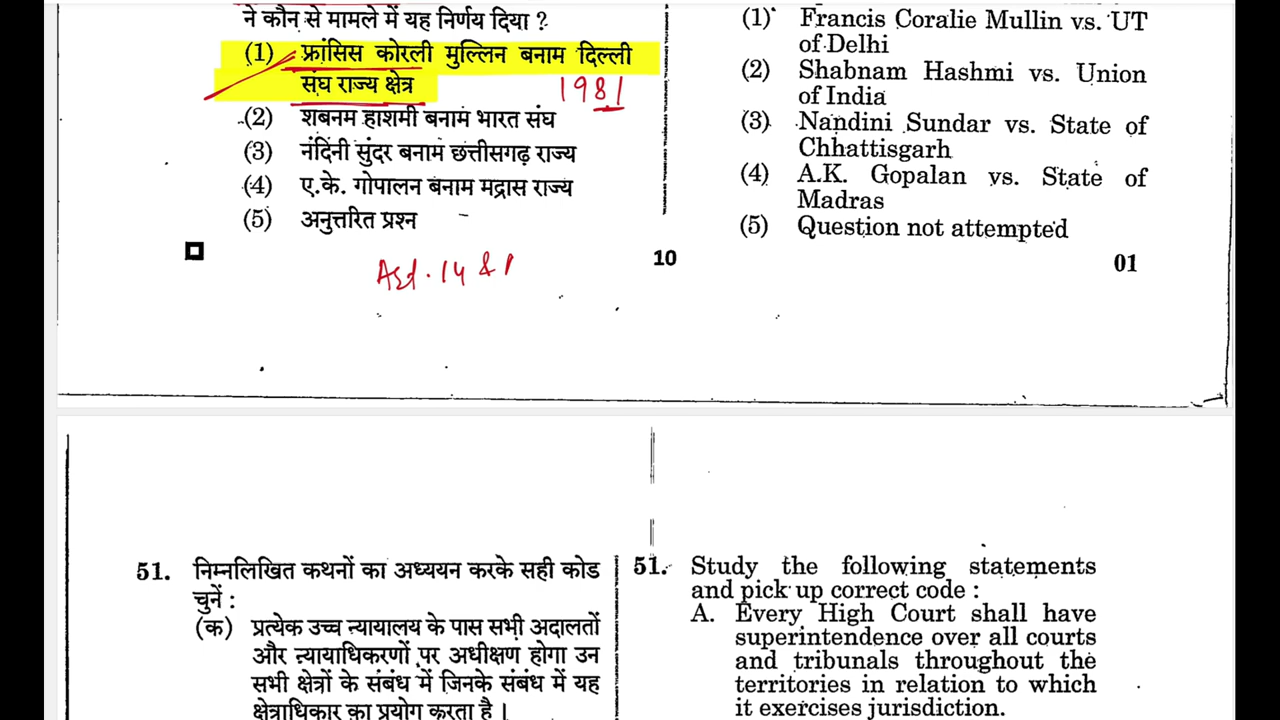 ने कौन से मामले में यह निर्णय दिया ?
(1) फ्रांसिस कोरली मुल्लिन बनाम दिल्ली
संघ राज्य क्षेत्र
1981
(2) शबनम हाशमी बनाम भारत संघ
(3) नंदिनी सुंदर बनाम छत्तीसगढ़ राज्य
(4) ए.के. गोपालन बनाम मद्रास राज्य
(5) अनुत्तरित प्रश्न
Art. 14 &
(1) Francis Coralie Mullin vs. UT
of Delhi
(2) Shabnam Hashmi vs. Union
of India
(3) Nandini Sundar vs. State of
Chhattisgarh
(4) A.K. Gopalan vs. State of
Madras
(5) Question not attempted
10
01
51. निम्नलिखित कथनों का अध्ययन करके सही कोड
चुनें :
(क) प्रत्येक उच्च न्यायालय के पास सभी अदालतों
और न्यायाधिकरणों पर अधीक्षण होगा उन
सभी क्षेत्रों के संबंध में जिनके संबंध में यह
क्षेत्राधिकार का प्रयोग करता है ।
51. Study the following statements
and pick up correct code :
A. Every High Court shall have
superintendence over all courts
and tribunals throughout the
territories in relation to which
it exercises jurisdiction.